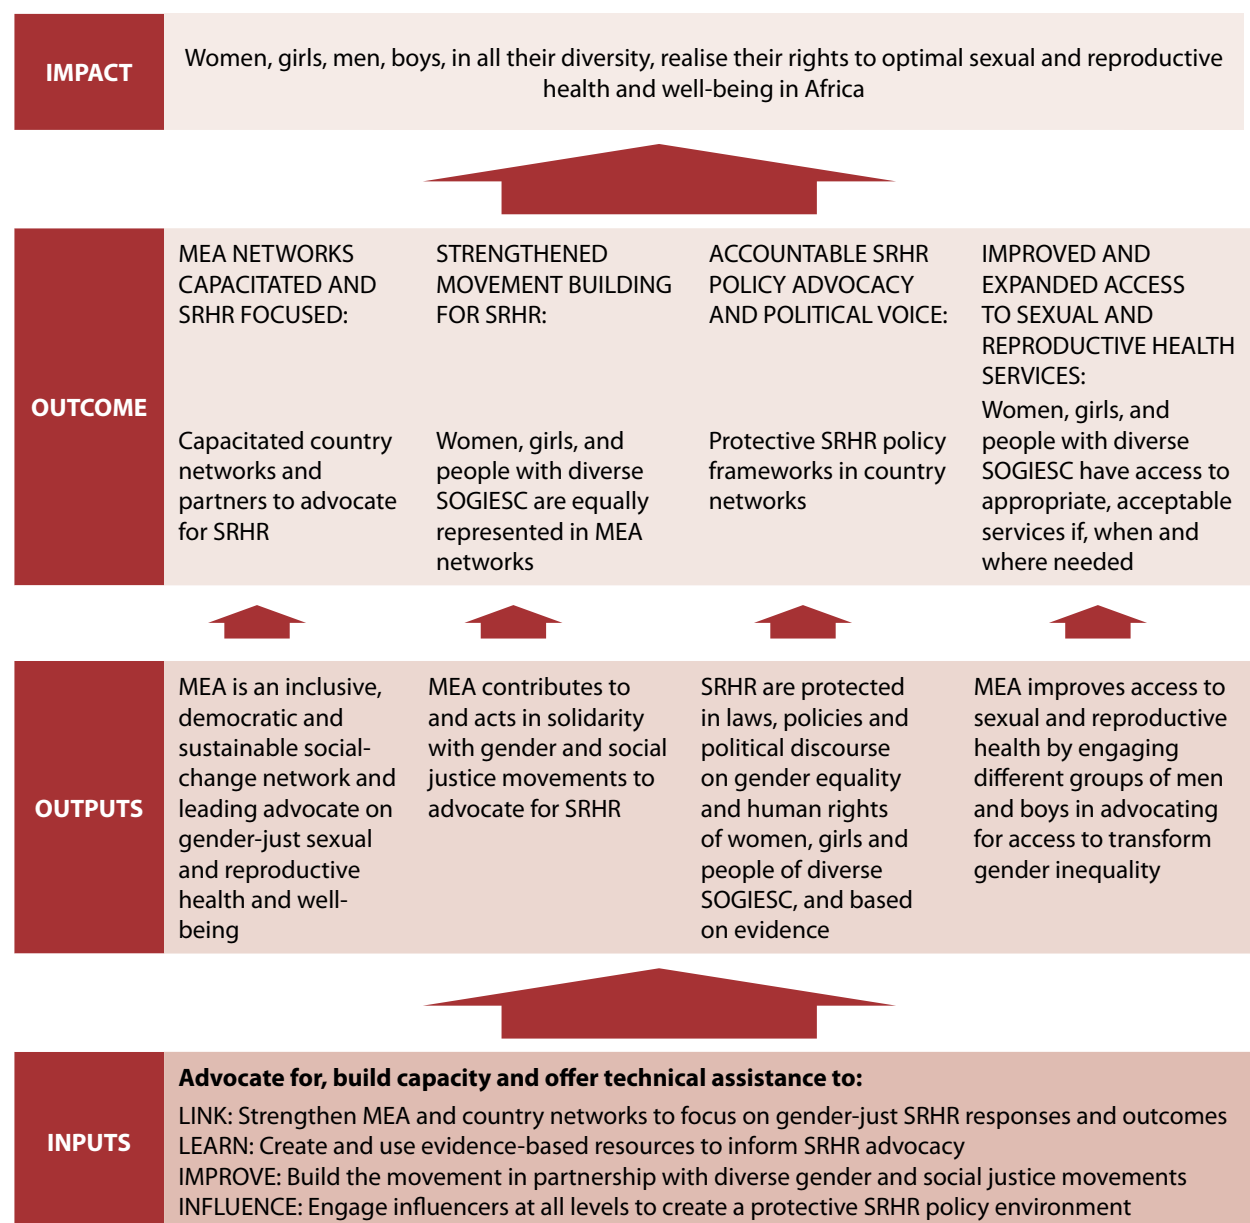 IMPACT
Women, girls, men, boys, in all their diversity, realise their rights to optimal sexual and reproductive
health and well-being in Africa
OUTCOME
MEA NETWORKS
CAPACITATED AND
SRHR FOCUSED:
Capacitated country
networks and
partners to advocate
for SRHR
STRENGTHENED
MOVEMENT BUILDING
FOR SRHR:
Women, girls, and
people with diverse
SOGIESC are equally
represented in MEA
networks
ACCOUNTABLE SRHR
POLICY ADVOCACY
AND POLITICAL VOICE:
Protective SRHR policy
frameworks in country
networks
IMPROVED AND
EXPANDED ACCESS
TO SEXUAL AND
REPRODUCTIVE HEALTH
SERVICES:
Women, girls, and
people with diverse
SOGIESC have access to
appropriate, acceptable
services if, when and
where needed
OUTPUTS
MEA is an inclusive,
democratic and
sustainable social-
change network and
leading advocate on
gender-just sexual
and reproductive
health and well-
being
MEA contributes to
and acts in solidarity
with gender and social
justice movements to
advocate for SRHR
SRHR are protected
in laws, policies and
political discourse
on gender equality
and human rights
of women, girls and
people of diverse
SOGIESC, and based
on evidence
MEA improves access to
sexual and reproductive
health by engaging
different groups of men
and boys in advocating
for access to transform
gender inequality
INPUTS
Advocate for, build capacity and offer technical assistance to:
LINK: Strengthen MEA and country networks to focus on gender-just SRHR responses and outcomes
LEARN: Create and use evidence-based resources to inform SRHR advocacy
IMPROVE: Build the movement in partnership with diverse gender and social justice movements
INFLUENCE: Engage influencers at all levels to create a protective SRHR policy environment